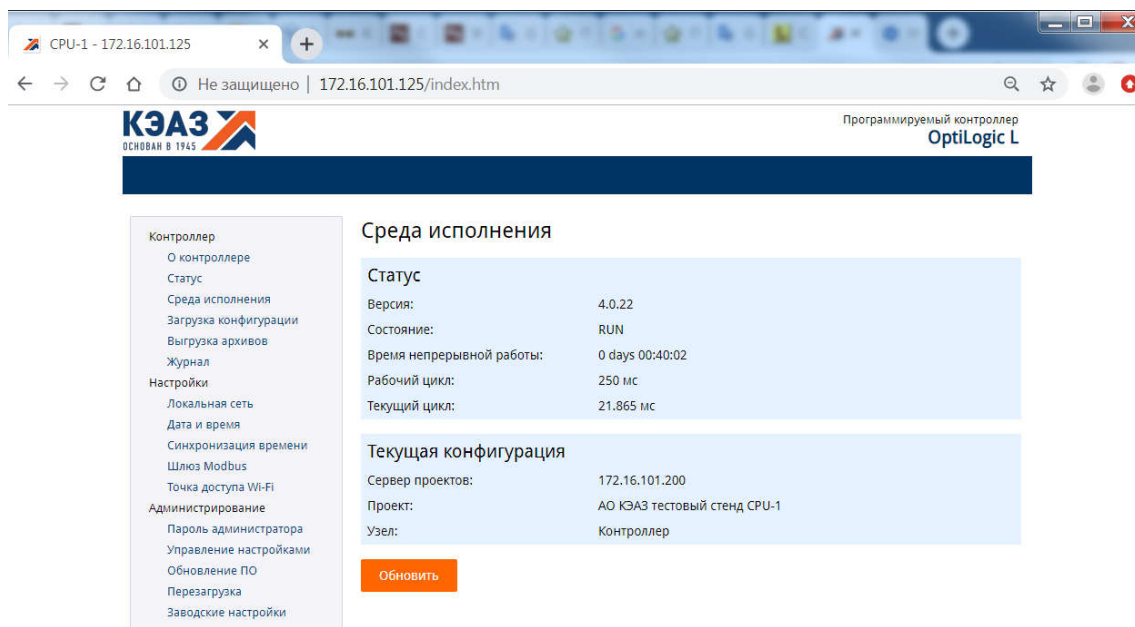 CPU-1 - 172.16.101.125
Не защищено | 172.16.101.125/index.htm
КЭАЗ
ОСНОВАН В 1945
Программируемый контроллер
OptiLogic L
Контроллер
О контроллере
Статус
Среда исполнения
Загрузка конфигурации
Выгрузка архивов
Журнал
Настройки
Локальная сеть
Дата и время
Синхронизация времени
Шлюз Modbus
Точка доступа Wi-Fi
Администрирование
Пароль администратора
Управление настройками
Обновление ПО
Перезагрузка
Заводские настройки
Среда исполнения
Статус
Версия: 4.0.22
Состояние: RUN
Время непрерывной работы: 0 days 00:40:02
Рабочий цикл: 250 мс
Текущий цикл: 21.865 мс
Текущая конфигурация
Сервер проектов: 172.16.101.200
Проект: АО КЭАЗ тестовый стенд CPU-1
Узел: Контроллер
Обновить